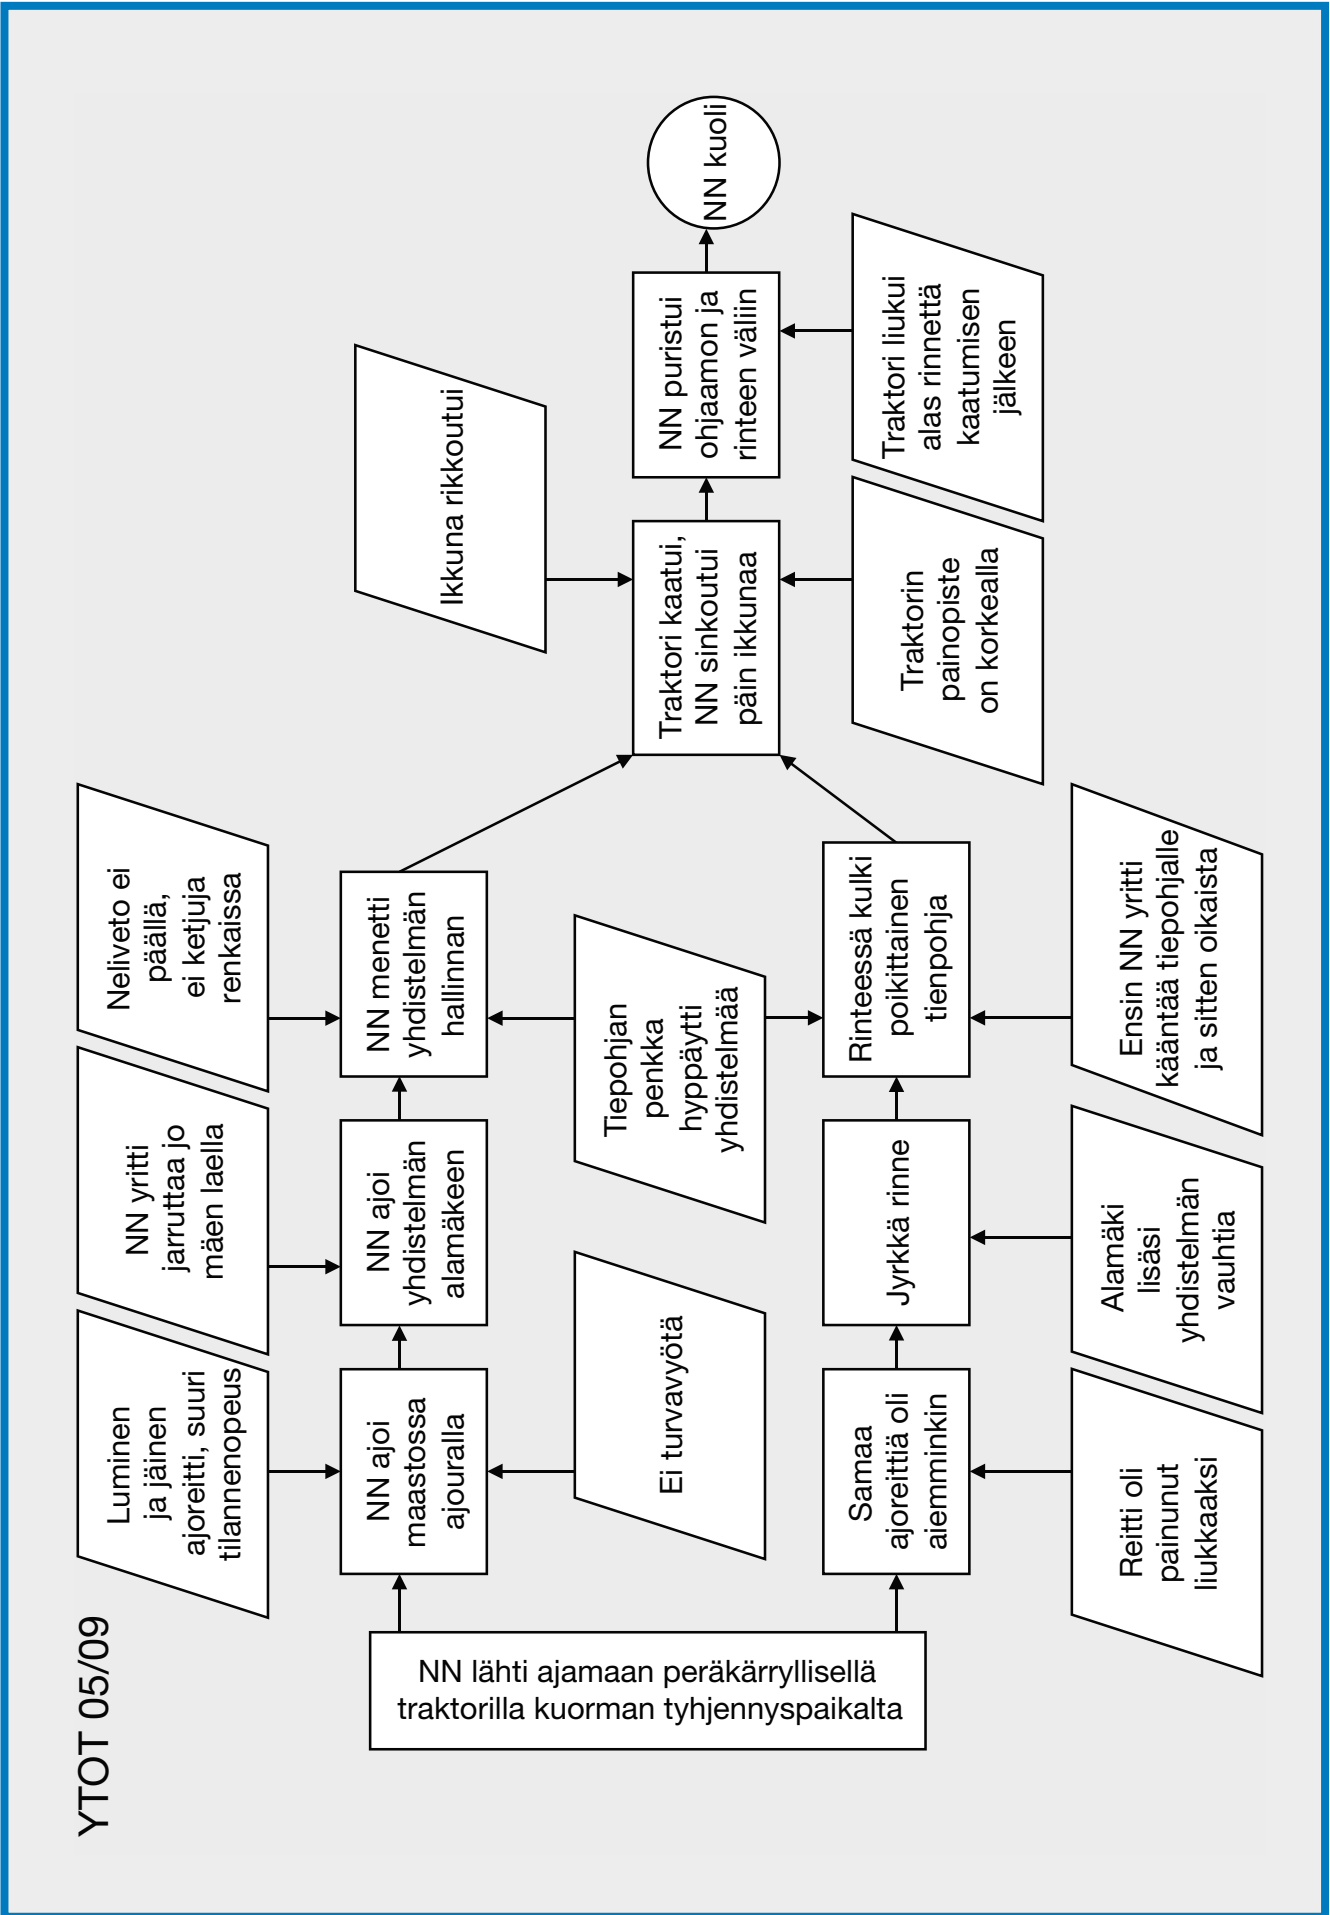 YTOT 05/09
NN lähti ajamaan peräkärryllisellä
traktorilla kuorman tyhjennyspaikalta
Luminen
ja jäinen
ajoreitti, suuri
tilannenopeus
NN yritti
jarruttaa jo
mäen laella
Neliveto ei
päällä,
ei ketjuja
renkaissa
NN ajoi
maastossa
ajouralla
NN ajoi
yhdistelmän
alamäkeen
NN menetti
yhdistelmän
hallinnan
Ikkuna rikkoutui
Ei turvavyötä
Tiepohjan
penkka
hyppäytti
yhdistelmää
Traktori kaatui,
NN sinkoutui
päin ikkunaa
NN puristui
ohjaamon ja
rinteen väliin
NN kuoli
Samaa
ajoreittiä oli
aiemminkin
Jyrkkä rinne
Rinteessä kulki
poikittainen
tienpohja
Traktorin
painopiste
on korkealla
Traktori liukui
alas rinnettä
kaatumisen
jälkeen
Reitti oli
painunut
liukkaaksi
Alamäki
lisäsi
yhdistelmän
vauhtia
Ensin NN yritti
kääntää tiepohjalle
ja sitten oikaista